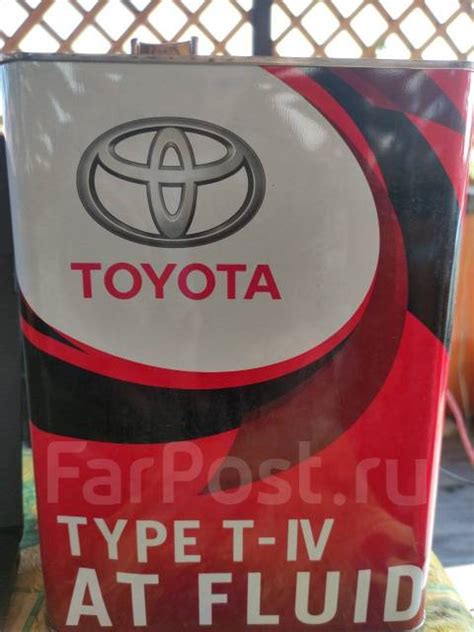 TOYOTA
FarPost.ru
TYPE T-IV
AT FLUID